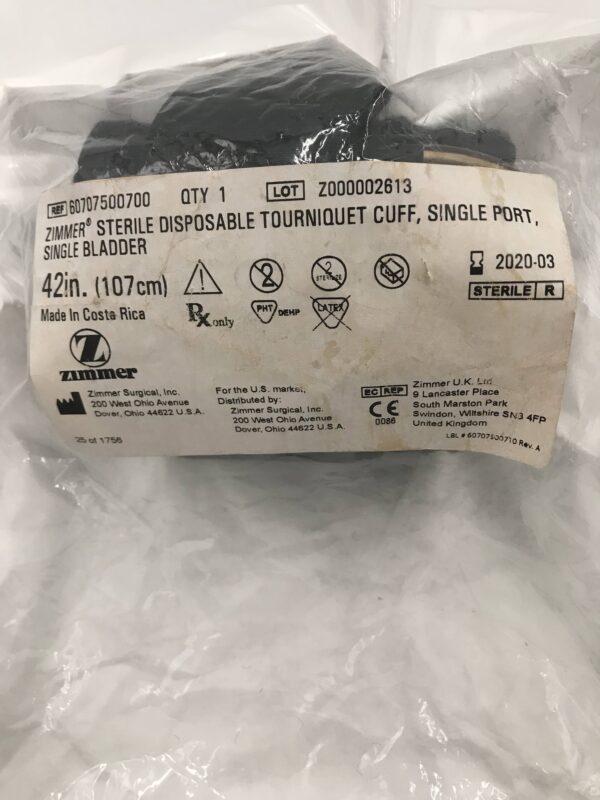 REF 60707500700 QTY 1 LOT Z000002613
ZIMMER® STERILE DISPOSABLE TOURNIQUET CUFF, SINGLE PORT,
SINGLE BLADDER
42in. (107cm)
2
2
STERILIZE
2020-03
STERILE R
Made In Costa Rica
Rx only
PHT DEHP
LATEX
Z
zimmer
Zimmer Surgical, Inc.
200 West Ohio Avenue
Dover, Ohio 44622 U.S.A.
For the U.S. market,
Distributed by:
Zimmer Surgical, Inc.
200 West Ohio Avenue
Dover, Ohio 44622 U.S.A.
EC REP
CE
0086
Zimmer U.K. Ltd
9 Lancaster Place
South Marston Park
Swindon, Wiltshire SN3 4FP
United Kingdom
25 of 1756
LBL # 60707500710 Rev. A